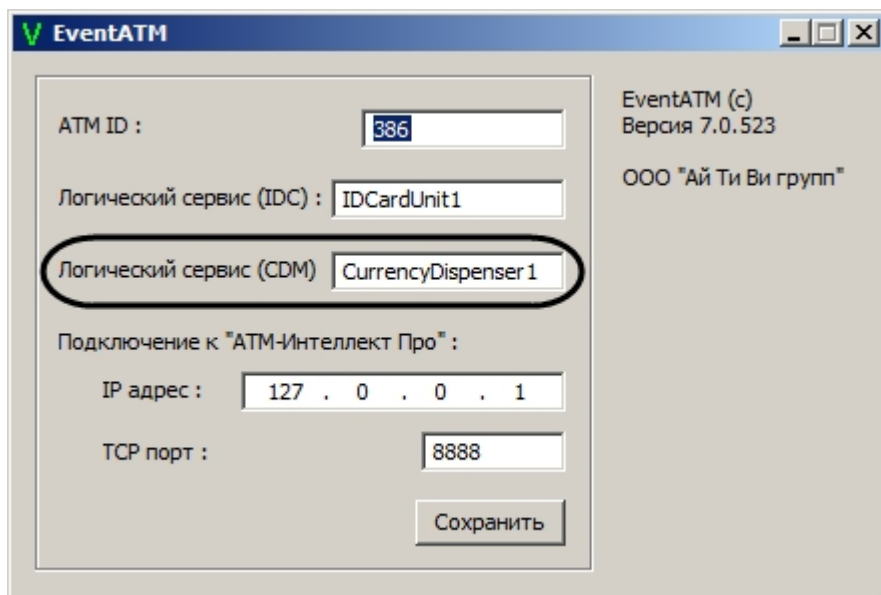 EventATM
ATM ID :
386
Логический сервис (IDC) :
IDCardUnit1
Логический сервис (CDM)
CurrencyDispenser1
Подключение к "АТМ-Интеллект Про" :
IP адрес :
127 . 0 . 0 . 1
TCP порт :
8888
Сохранить
EventATM (c)
Версия 7.0.523
ООО "Ай Ти Ви групп"